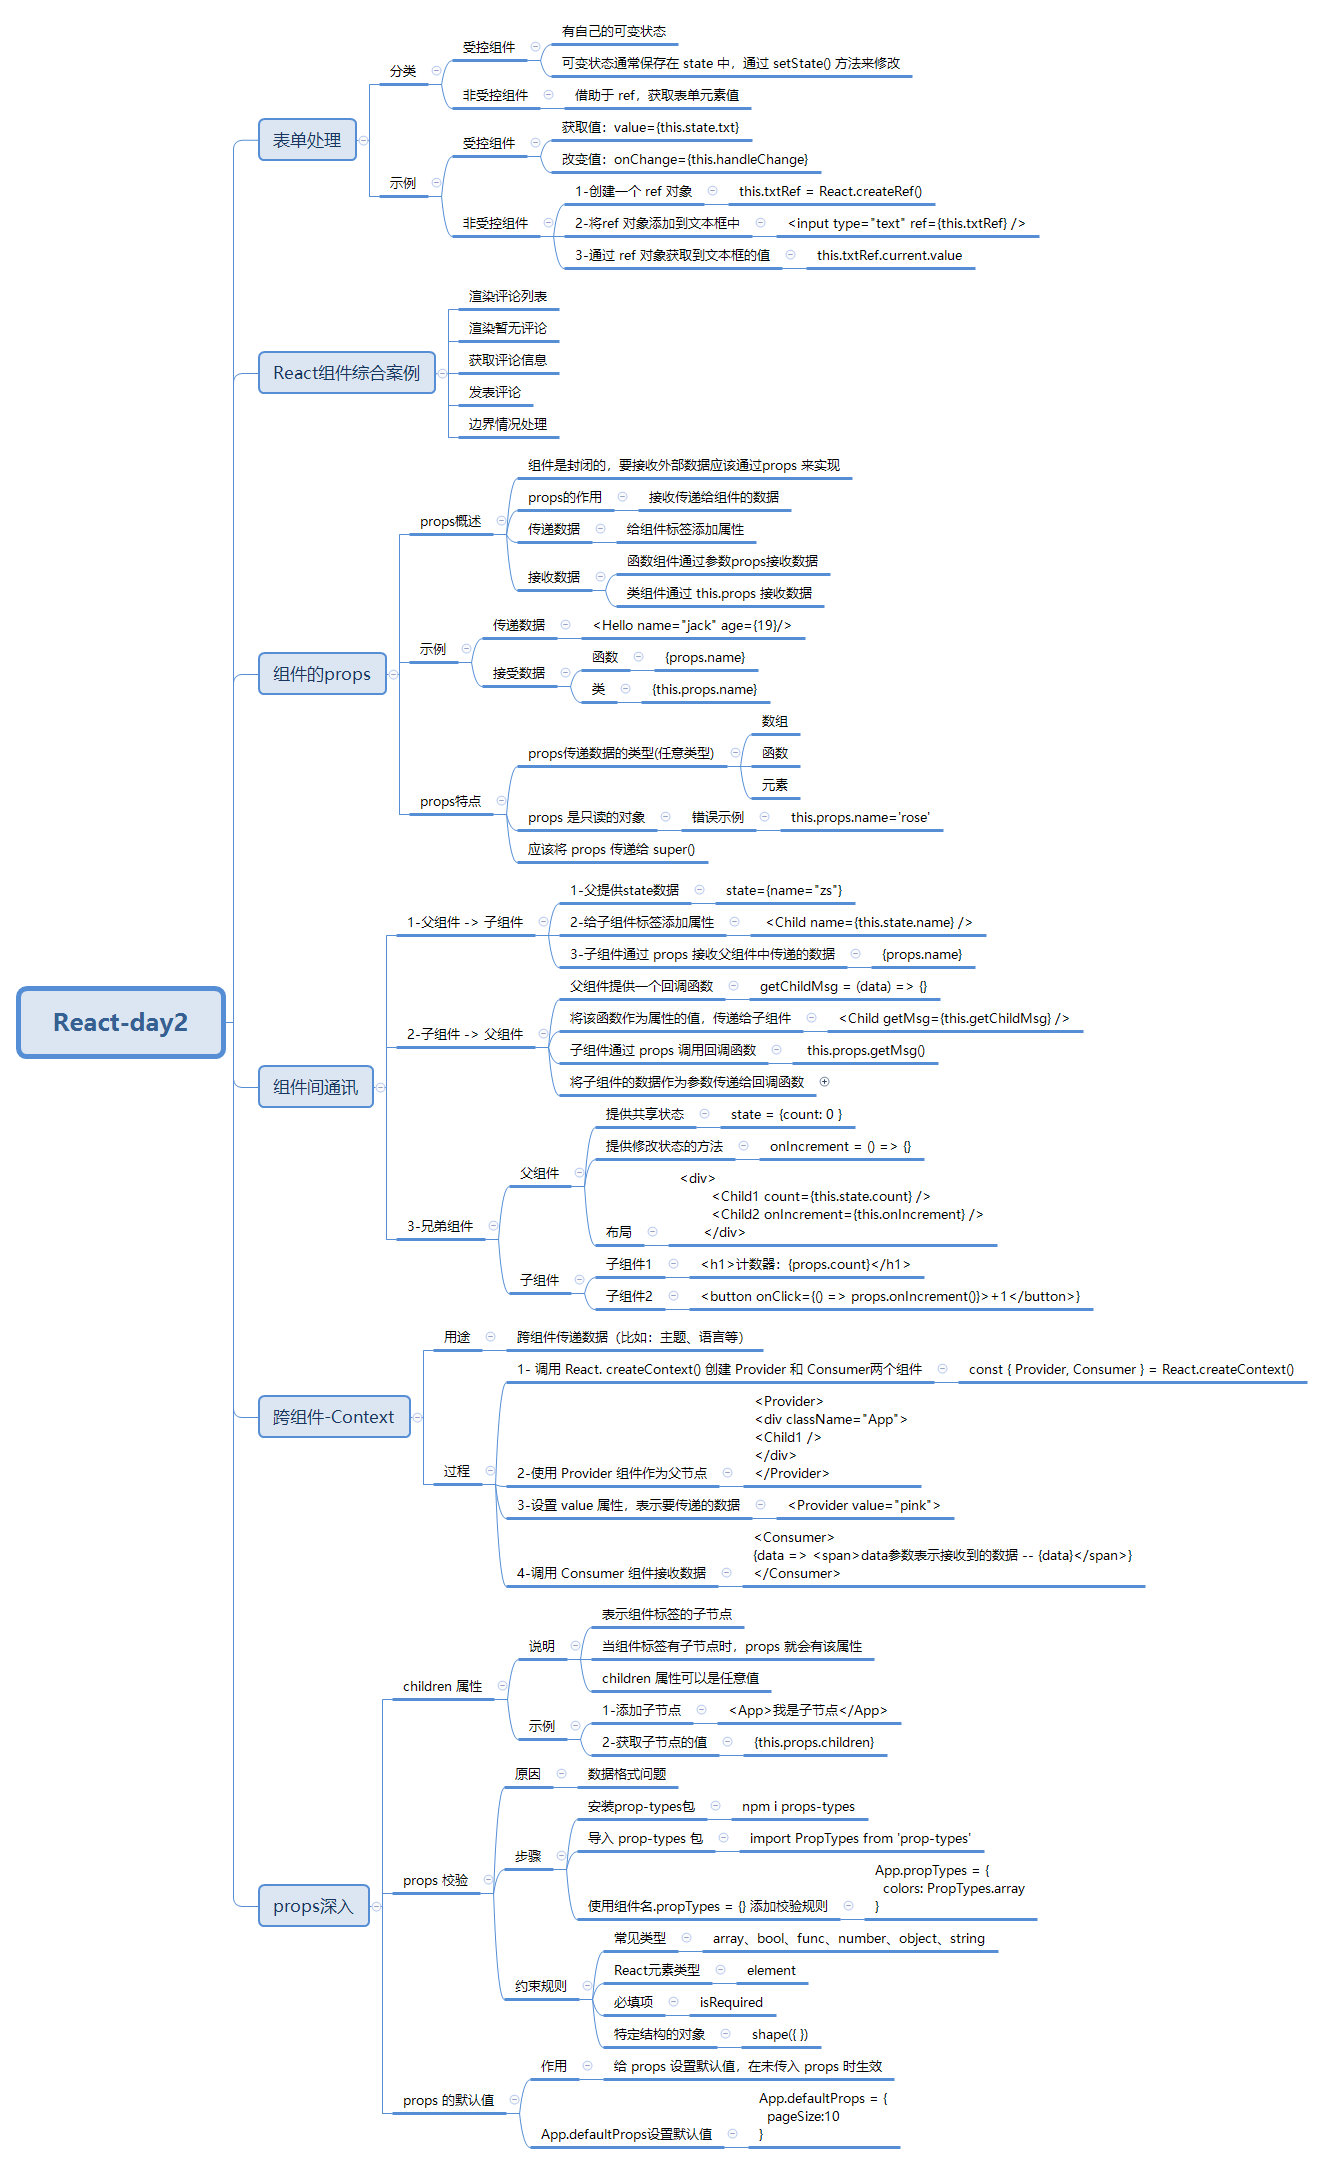 React-day2
表单处理
分类
受控组件
有自己的可变状态
可变状态通常保存在 state 中，通过 setState() 方法来修改
非受控组件
借助于 ref，获取表单元素值
示例
受控组件
获取值：value={this.state.txt}
改变值：onChange={this.handleChange}
非受控组件
1-创建一个 ref 对象
this.txtRef = React.createRef()
2-将ref 对象添加到文本框中
<input type="text" ref={this.txtRef} />
3-通过 ref 对象获取到文本框的值
this.txtRef.current.value
React组件综合案例
渲染评论列表
渲染暂无评论
获取评论信息
发表评论
边界情况处理
组件的props
props概述
组件是封闭的，要接收外部数据应该通过props 来实现
props的作用
接收传递给组件的数据
传递数据
给组件标签添加属性
接收数据
函数组件通过参数props接收数据
类组件通过 this.props 接收数据
示例
传递数据
<Hello name="jack" age={19}/>
接受数据
函数
{props.name}
类
{this.props.name}
props特点
props传递数据的类型(任意类型)
数组
函数
元素
props 是只读的对象
错误示例
this.props.name='rose'
应该将 props 传递给 super()
组件间通讯
1-父组件 -> 子组件
1-父提供state数据
state={name="zs"}
2-给子组件标签添加属性
<Child name={this.state.name} />
3-子组件通过 props 接收父组件中传递的数据
{props.name}
2-子组件 -> 父组件
父组件提供一个回调函数
getChildMsg = (data) => {}
将该函数作为属性的值，传递给子组件
<Child getMsg={this.getChildMsg} />
子组件通过 props 调用回调函数
this.props.getMsg()
将子组件的数据作为参数传递给回调函数
3-兄弟组件
父组件
提供共享状态
state = {count: 0 }
提供修改状态的方法
onIncrement = () => {}
布局
<div>
<Child1 count={this.state.count} />
<Child2 onIncrement={this.onIncrement} />
</div>
子组件
子组件1
<h1>计数器：{props.count}</h1>
子组件2
<button onClick={() => props.onIncrement()}>+1</button>}
跨组件-Context
用途
跨组件传递数据（比如：主题、语言等）
过程
1- 调用 React. createContext() 创建 Provider 和 Consumer两个组件
const { Provider, Consumer } = React.createContext()
2-使用 Provider 组件作为父节点
<Provider>
<div className="App">
<Child1 />
</div>
</Provider>
3-设置 value 属性，表示要传递的数据
<Provider value="pink">
4-调用 Consumer 组件接收数据
<Consumer>
{data => <span>data参数表示接收到的数据 -- {data}</span>}
</Consumer>
props深入
children 属性
说明
表示组件标签的子节点
当组件标签有子节点时，props 就会有该属性
children 属性可以是任意值
示例
1-添加子节点
<App>我是子节点</App>
2-获取子节点的值
{this.props.children}
props 校验
原因
数据格式问题
步骤
安装prop-types包
npm i props-types
导入 prop-types 包
import PropTypes from 'prop-types'
使用组件名.propTypes = {} 添加校验规则
App.propTypes = {
colors: PropTypes.array
}
约束规则
常见类型
array、bool、func、number、object、string
React元素类型
element
必填项
isRequired
特定结构的对象
shape({ })
props 的默认值
作用
给 props 设置默认值，在未传入 props 时生效
App.defaultProps设置默认值
App.defaultProps = {
pageSize:10
}